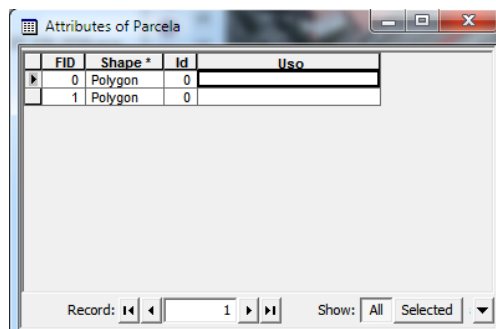 Attributes of Parcela
FID Shape * Id Uso
0 Polygon 0
1 Polygon 0
Record: 1 Show: All Selected